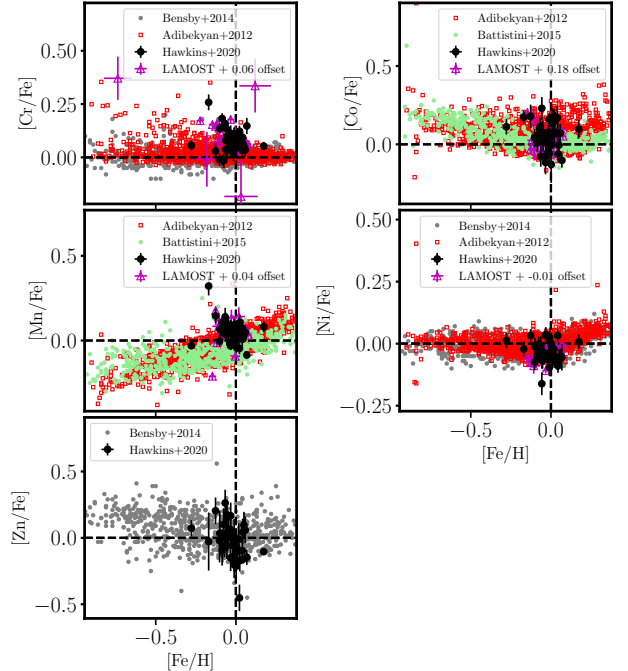 Bensby+2014
Adibekyan+2012
Hawkins+2020
LAMOST + 0.06 offset
[Cr/Fe]
0.50
0.25
0.00
Adibekyan+2012
Battistini+2015
Hawkins+2020
LAMOST + 0.18 offset
[Co/Fe]
0.5
0.0
Adibekyan+2012
Battistini+2015
Hawkins+2020
LAMOST + 0.04 offset
[Mn/Fe]
0.5
0.0
Bensby+2014
Adibekyan+2012
Hawkins+2020
LAMOST + -0.01 offset
[Ni/Fe]
0.50
0.25
0.00
−0.25
−0.5
0.0
[Fe/H]
Bensby+2014
Hawkins+2020
[Zn/Fe]
0.5
0.0
−0.5
−0.5
0.0
[Fe/H]